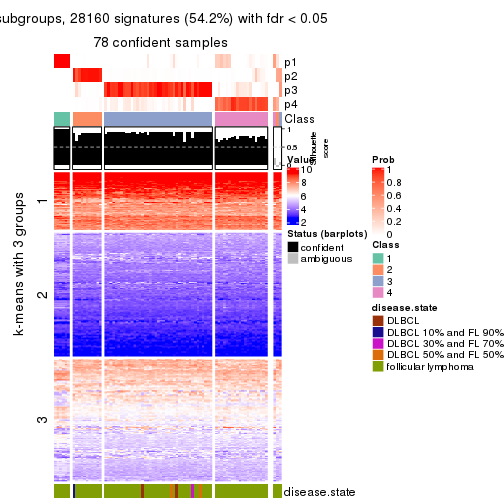 subgroups, 28160 signatures (54.2%) with fdr < 0.05
78 confident samples
p1
p2
p3
p4
Class
1
0.5
0
Silhouette
score
1
2
3
k-means with 3 groups
disease.state
Value
10
8
6
4
2
Status (barplots)
confident
ambiguous
Prob
1
0.8
0.6
0.4
0.2
0
Class
1
2
3
4
disease.state
DLBCL
DLBCL 10% and FL 90%
DLBCL 30% and FL 70%
DLBCL 50% and FL 50%
follicular lymphoma